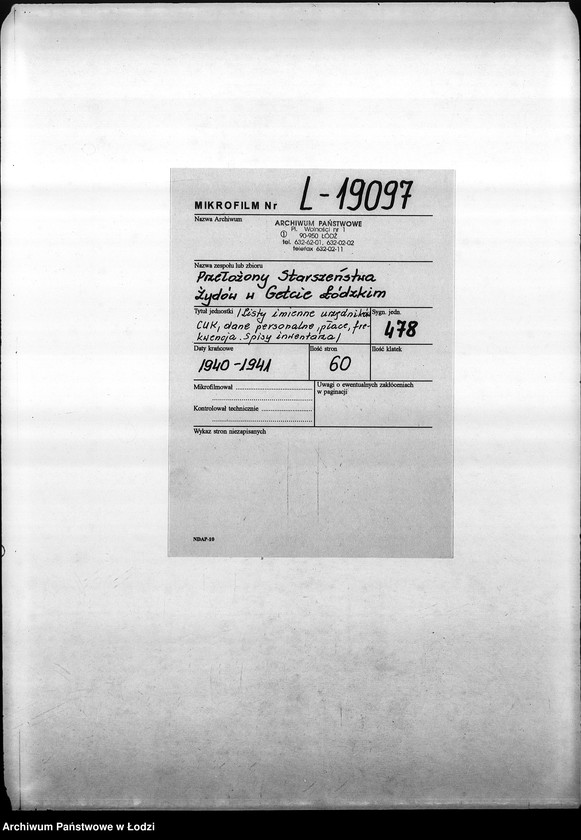 MIKROFILM Nr L-19097
Nazwa Archiwum
ARCHIWUM PAŃSTWOWE
Pl. Wolności nr 1
① 90-950 ŁÓDŹ
tel. 632-62-01, 632-02-02
telefax 632-02-11
Nazwa zespołu lub zbioru
Przełożony Starszeństwa
Żydów w Getcie Łódzkim
Tytuł jednostki /Listy imienne urzędników
CUK, dane personalne, płace, fre-
kwencja. Spisy inwentarza/
Sygn. jedn.
478
Daty krańcowe
1940-1941
Ilość stron
60
Ilość klatek
Mikrofilmował
Kontrolował technicznie
Uwagi o ewentualnych zakłóceniach
w paginacji
Wykaz stron niezapisanych
NDAP-10
Archiwum Państwowe w Łodzi